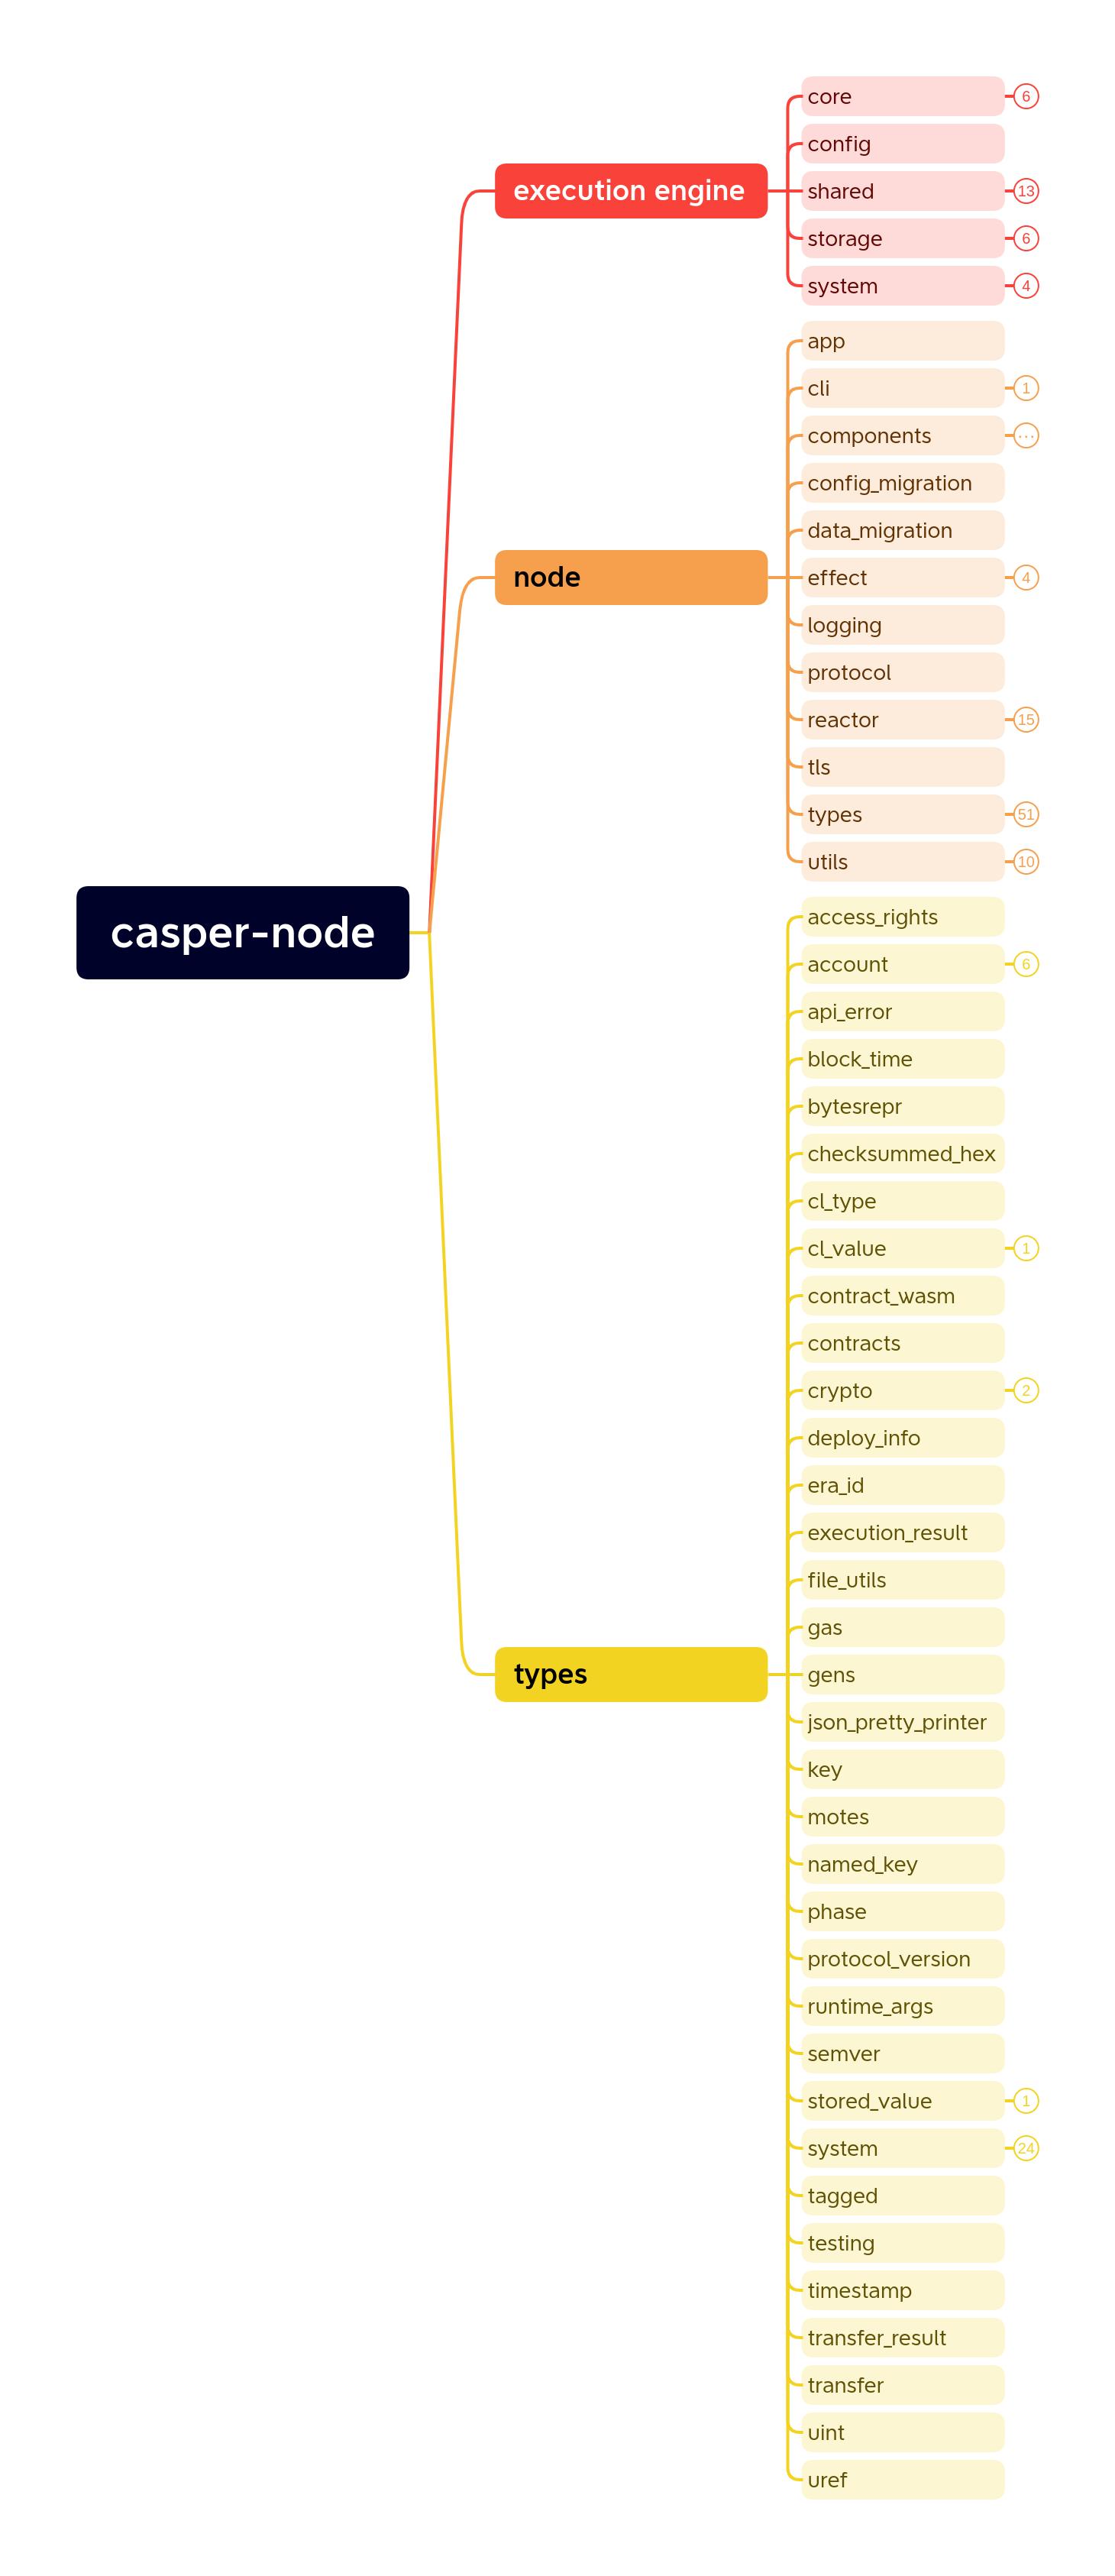 casper-node
execution engine
core 6
config
shared 13
storage 6
system 4
node
app
cli 1
components ...
config_migration
data_migration
effect 4
logging
protocol
reactor 15
tls
types 51
utils 10
types
access_rights
account 6
api_error
block_time
bytesrepr
checksummed_hex
cl_type
cl_value 1
contract_wasm
contracts
crypto 2
deploy_info
era_id
execution_result
file_utils
gas
gens
json_pretty_printer
key
motes
named_key
phase
protocol_version
runtime_args
semver
stored_value 1
system 24
tagged
testing
timestamp
transfer_result
transfer
uint
uref